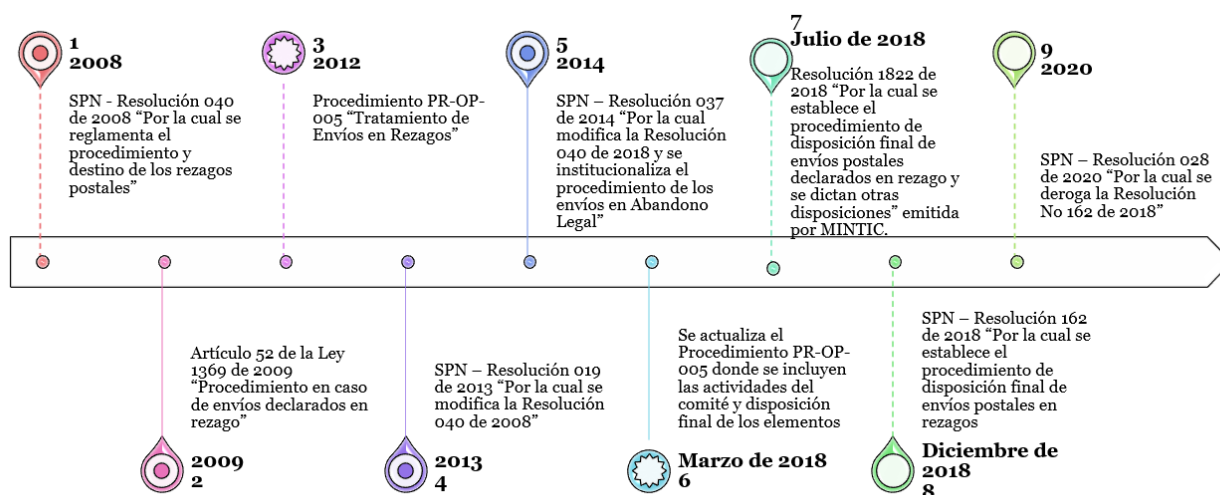 1
2008
SPN - Resolución 040
de 2008 “Por la cual se
reglamenta el
procedimiento y
destino de los rezagos
postales”
2009
2
Artículo 52 de la Ley
1369 de 2009
“Procedimiento en caso
de envíos declarados en
rezago”
3
2012
Procedimiento PR-OP-
005 “Tratamiento de
Envíos en Rezagos”
2013
4
SPN – Resolución 019
de 2013 “Por la cual se
modifica la Resolución
040 de 2008”
5
2014
SPN – Resolución 037
de 2014 “Por la cual
modifica la Resolución
040 de 2018 y se
institucionaliza el
procedimiento de los
envíos en Abandono
Legal”
Se actualiza el
Procedimiento PR-OP-
005 donde se incluyen
las actividades del
comité y disposición
final de los elementos
Marzo de 2018
6
7
Julio de 2018
Resolución 1822 de
2018 “Por la cual se
establece el
procedimiento de
disposición final de
envíos postales
declarados en rezago y
se dictan otras
disposiciones” emitida
por MINTIC.
SPN – Resolución 162
de 2018 “Por la cual se
establece el
procedimiento de
disposición final de
envíos postales en
rezagos
Diciembre de
2018
8
9
2020
SPN – Resolución 028
de 2020 “Por la cual se
deroga la Resolución
No 162 de 2018”